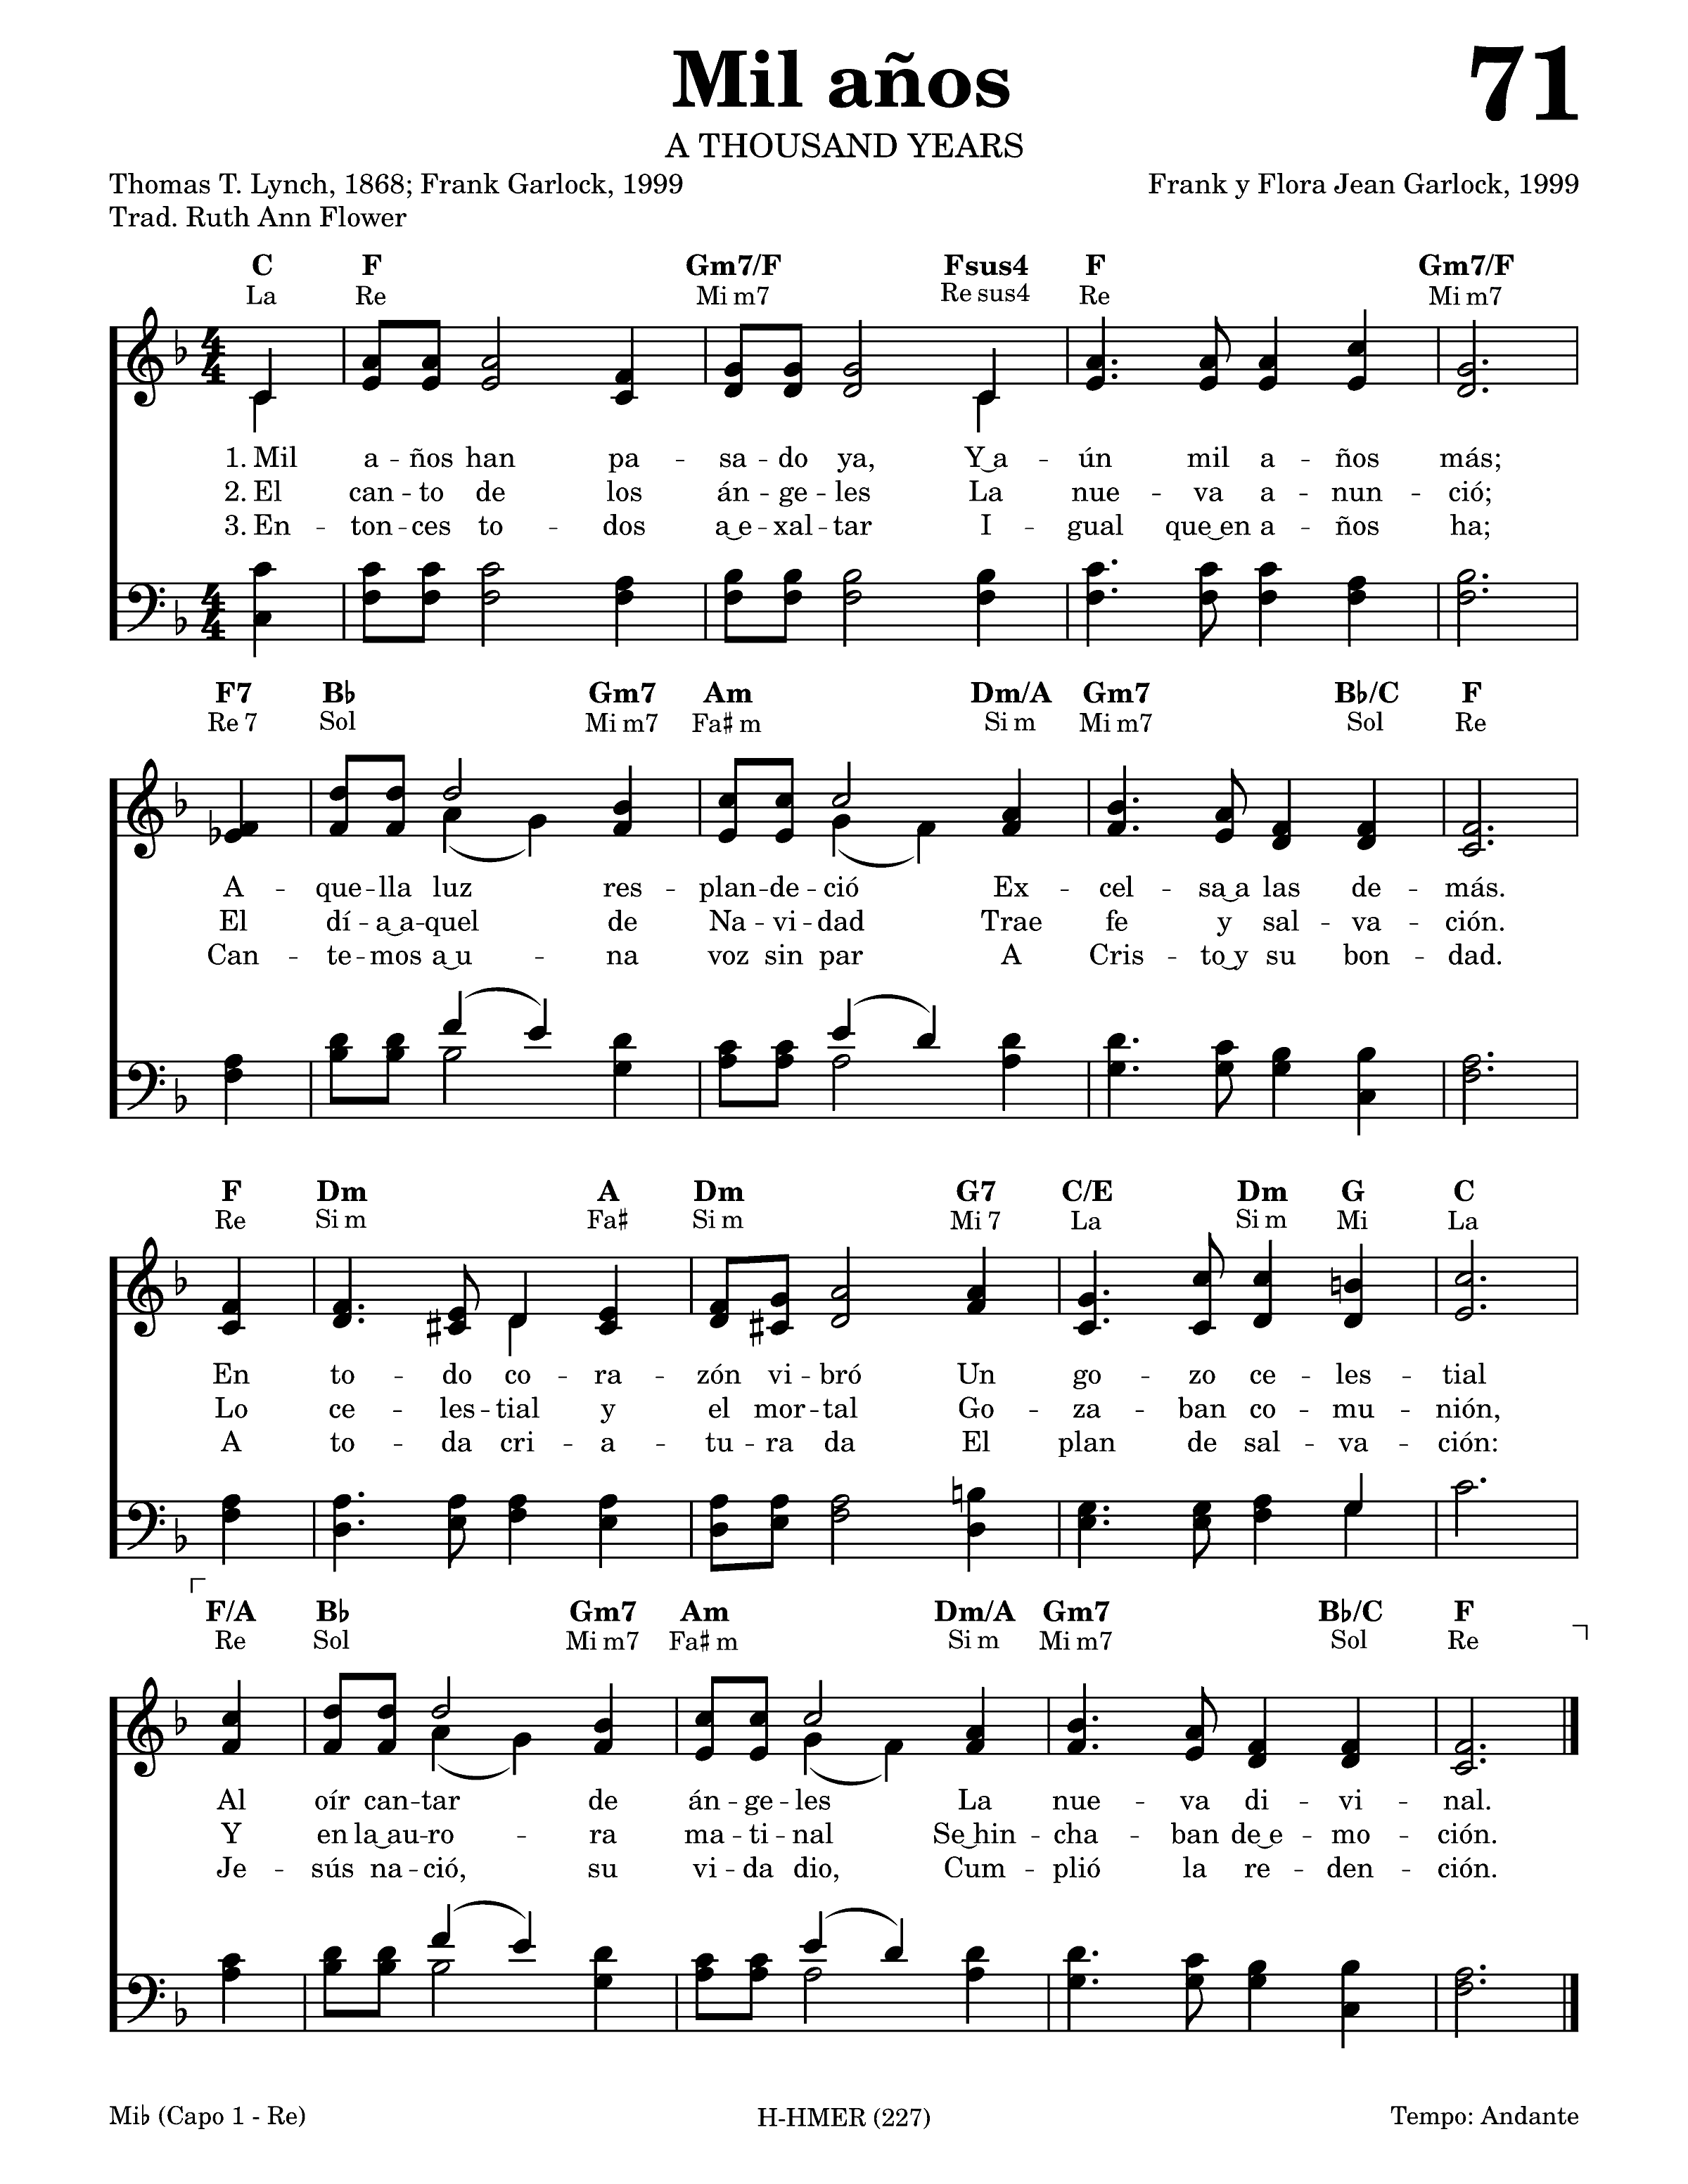 Mil años
71
A THOUSAND YEARS
Thomas T. Lynch, 1868; Frank Garlock, 1999
Frank y Flora Jean Garlock, 1999
Trad. Ruth Ann Flower
C F Gm7/F Fsus4 F Gm7/F
La Re Mi m7 Re sus4 Re Mi m7
4 4
1. Mil a -- ños han pa -- sa -- do ya, Y‿a -- ún mil a -- ños más;
2. El can -- to de los án -- ge -- les La nue -- va a -- nun -- ció;
3. En -- ton -- ces to -- dos a‿e -- xal -- tar I -- gual que‿en a -- ños ha;
4 4
F7 B♭ Gm7 Am Dm/A Gm7 B♭/C F
Re 7 Sol Mi m7 Fa♯ m Si m Mi m7 Sol Re
A -- que -- lla luz res -- plan -- de -- ció Ex -- cel -- sa‿a las de -- más.
El dí -- a‿a -- quel de Na -- vi -- dad Trae fe y sal -- va -- ción.
Can -- te -- mos a‿u -- na voz sin par A Cris -- to‿y su bon -- dad.
F Dm A Dm G7 C/E Dm G C
Re Si m Fa♯ Si m Mi 7 La Si m Mi La
En to -- do co -- ra -- zón vi -- bró Un go -- zo ce -- les -- tial
Lo ce -- les -- tial y el mor -- tal Go -- za -- ban co -- mu -- nión,
A to -- da cri -- a -- tu -- ra da El plan de sal -- va -- ción:
F/A B♭ Gm7 Am Dm/A Gm7 B♭/C F
Re Sol Mi m7 Fa♯ m Si m Mi m7 Sol Re
Al oír can -- tar de án -- ge -- les La nue -- va di -- vi -- nal.
Y en la‿au -- ro -- ra ma -- ti -- nal Se‿hin -- cha -- ban de‿e -- mo -- ción.
Je -- sús na -- ció, su vi -- da dio, Cum -- plió la re -- den -- ción.
Mi♭ (Capo 1 - Re)
H-HMER (227)
Tempo: Andante